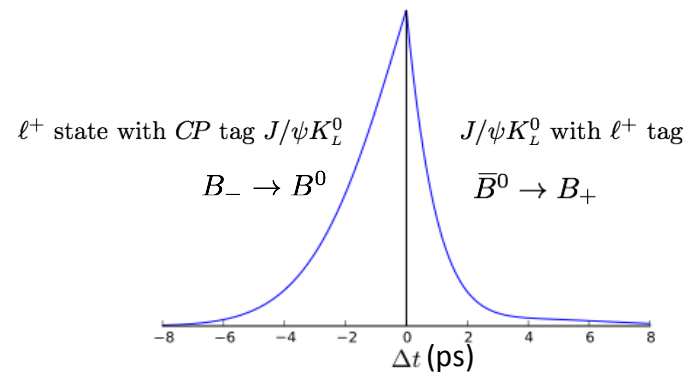 ℓ⁺ state with CP tag J/ψK⁰_L
J/ψK⁰_L with ℓ⁺ tag
B₋ → B⁰
B̅⁰ → B₊
−8 −6 −4 −2 0 2 4 6 8
Δt (ps)